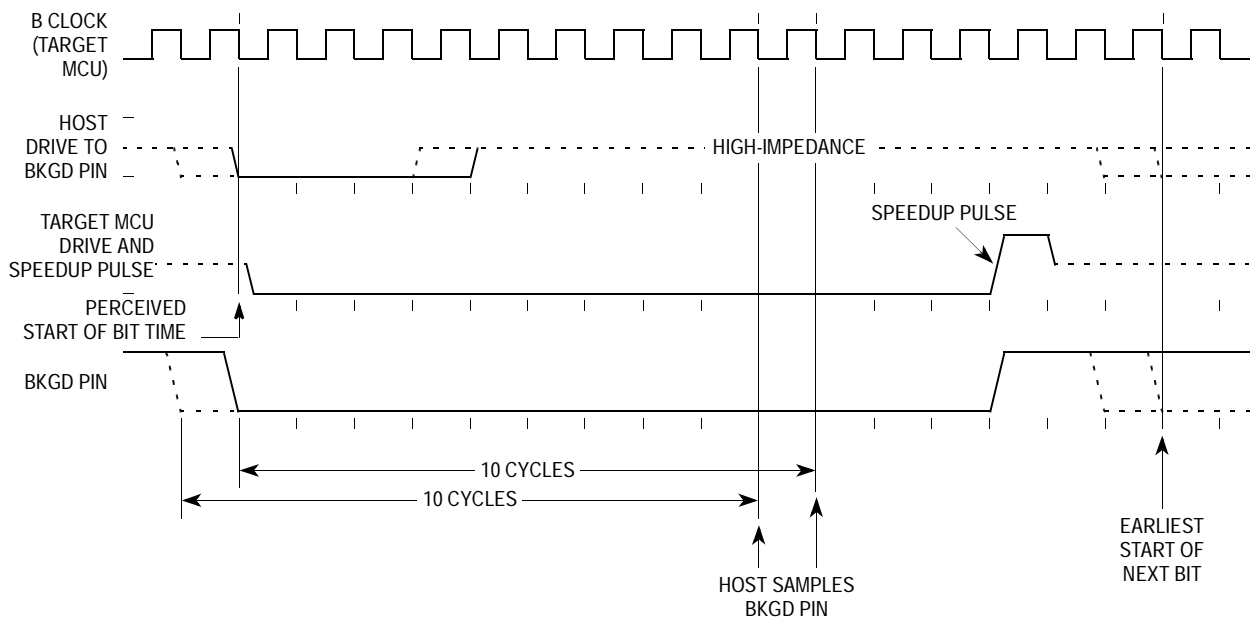 B CLOCK
(TARGET
MCU)
HOST
DRIVE TO
BKGD PIN
HIGH-IMPEDANCE
TARGET MCU
DRIVE AND
SPEEDUP PULSE
SPEEDUP PULSE
PERCEIVED
START OF BIT TIME
BKGD PIN
10 CYCLES
10 CYCLES
HOST SAMPLES
BKGD PIN
EARLIEST
START OF
NEXT BIT